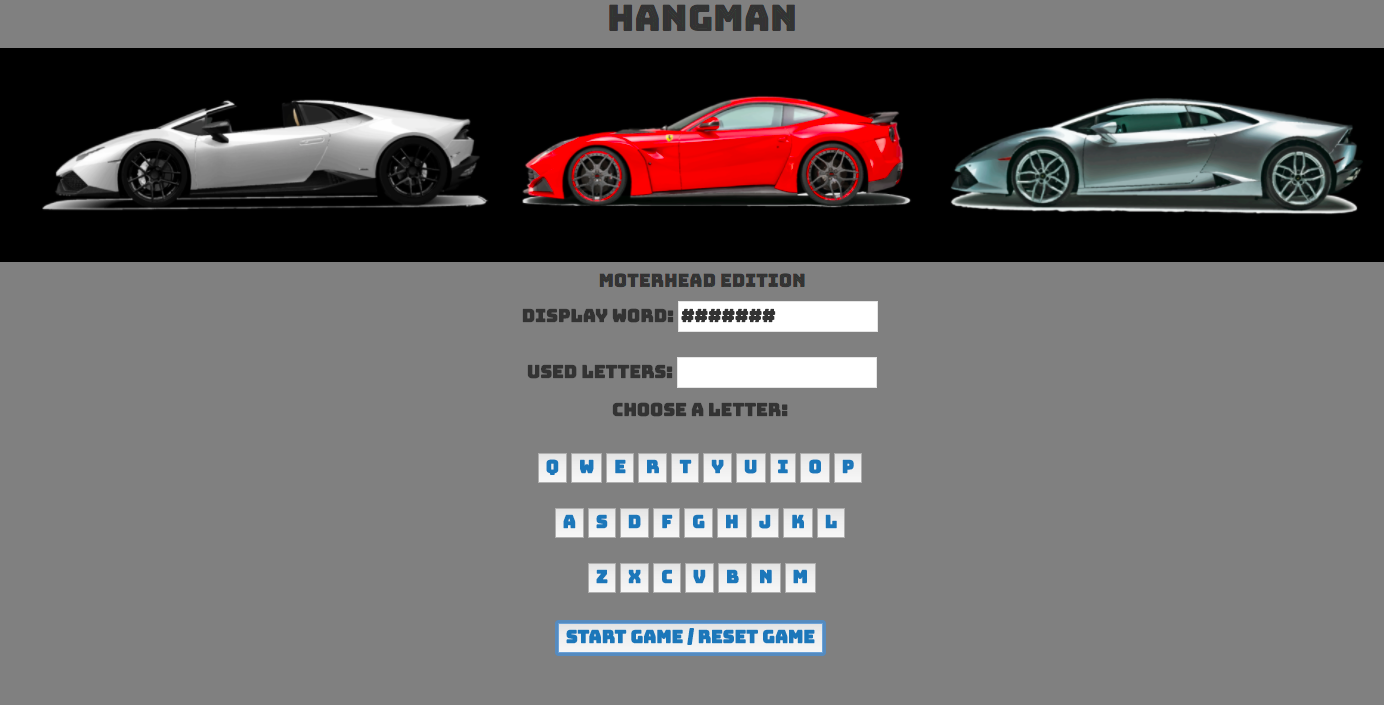 HANGMAN
MOTERHEAD EDITION
DISPLAY WORD: #######
USED LETTERS:
CHOOSE A LETTER:
Q W E R T Y U I O P
A S D F G H J K L
Z X C V B N M
START GAME / RESET GAME